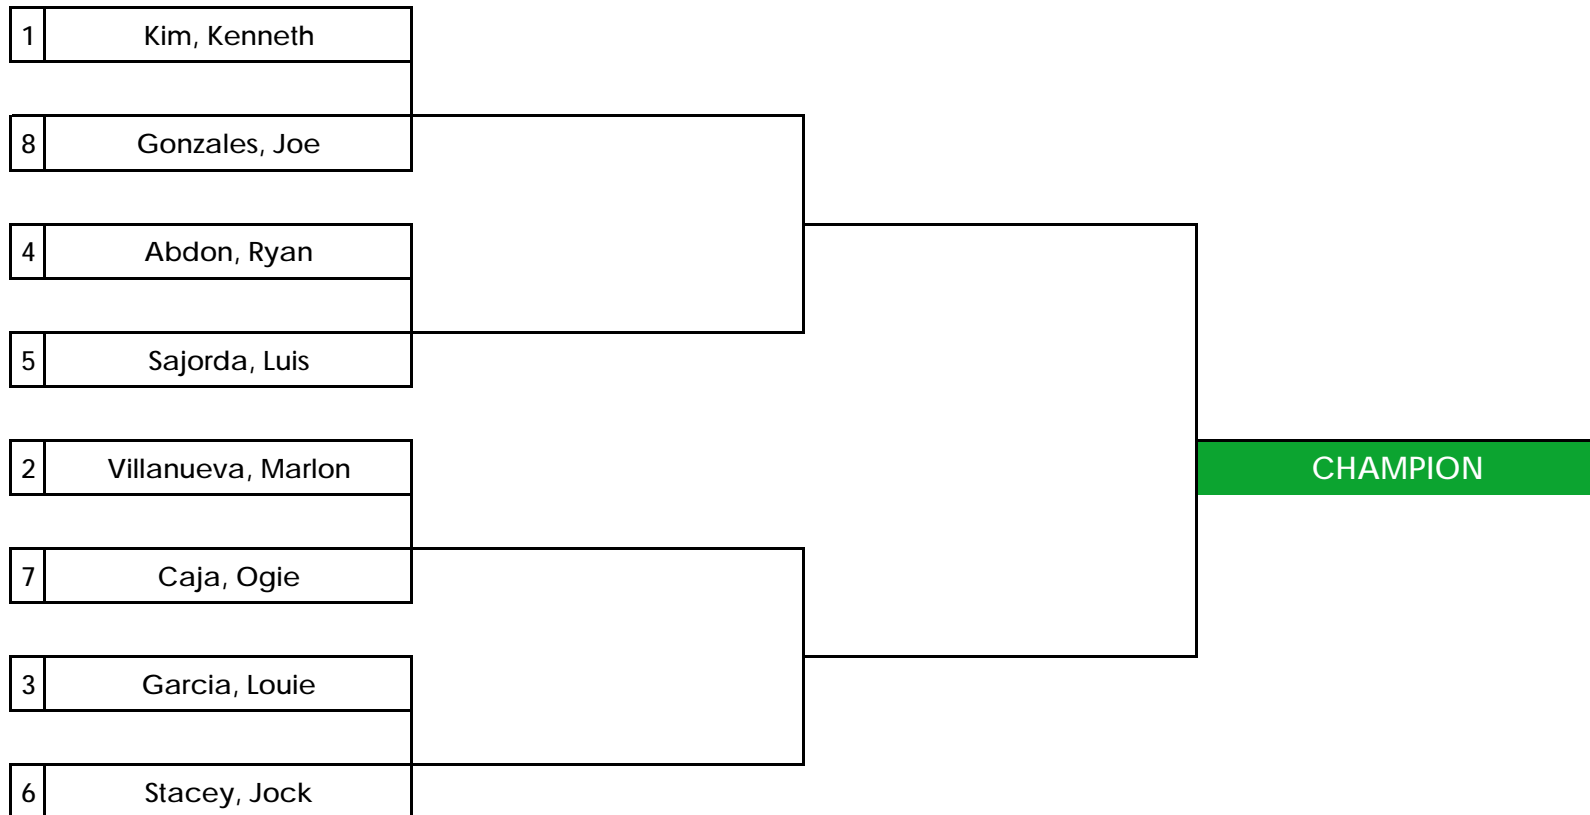 1 Kim, Kenneth
8 Gonzales, Joe
4 Abdon, Ryan
5 Sajorda, Luis
2 Villanueva, Marlon
CHAMPION
7 Caja, Ogie
3 Garcia, Louie
6 Stacey, Jock